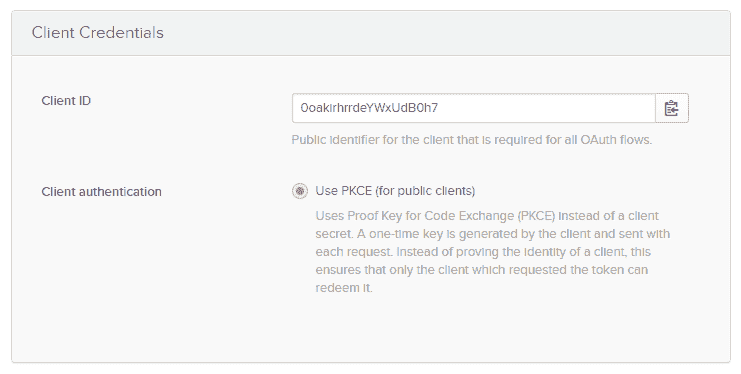 Client Credentials
Client ID
0oakirhrrdeYWxUdB0h7
Public identifier for the client that is required for all OAuth flows.
Client authentication
Use PKCE (for public clients)
Uses Proof Key for Code Exchange (PKCE) instead of a client
secret. A one-time key is generated by the client and sent with
each request. Instead of proving the identity of a client, this
ensures that only the client which requested the token can
redeem it.